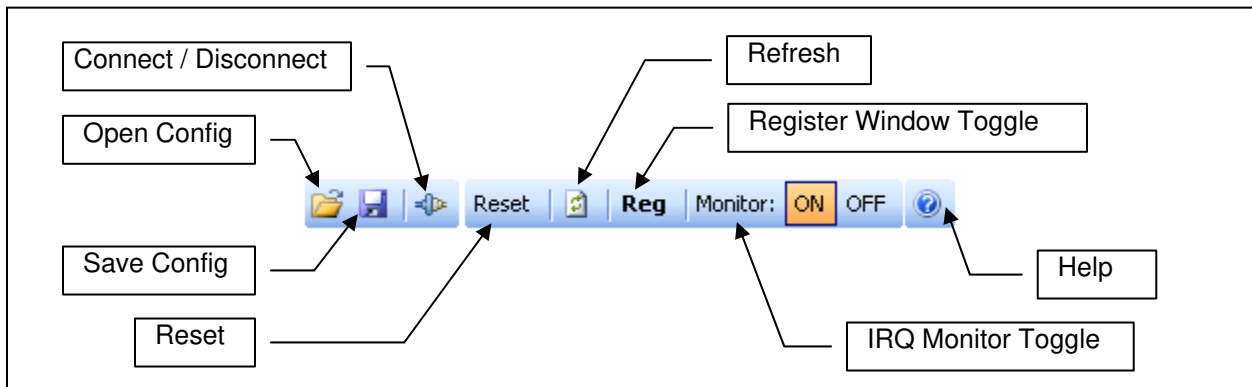 Connect / Disconnect
Refresh
Open Config
Register Window Toggle
Reset
Reg
Monitor:
ON
OFF
Save Config
Help
Reset
IRQ Monitor Toggle